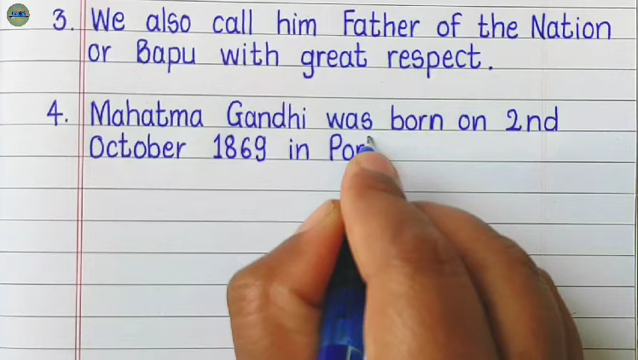 3. We also call him Father of the Nation
or Bapu with great respect.
4. Mahatma Gandhi was born on 2nd
October 1869 in Por